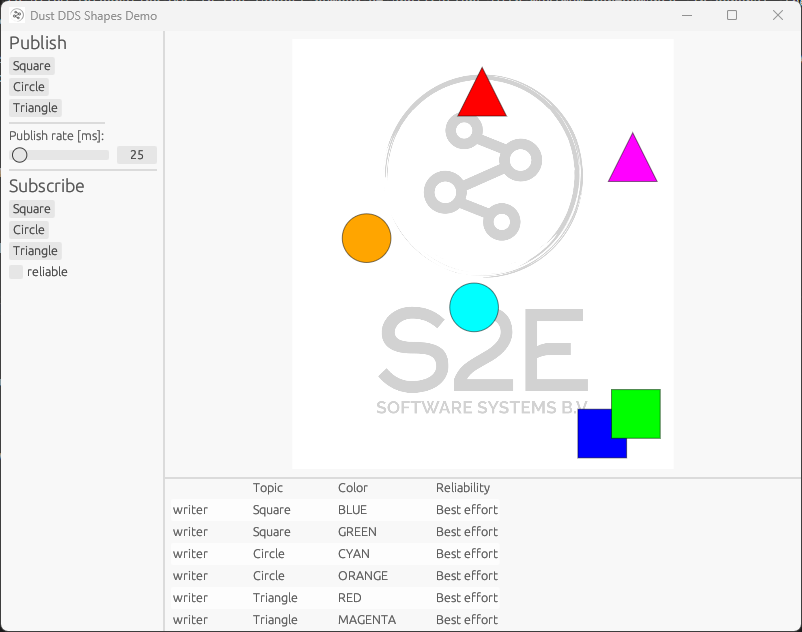 Dust DDS Shapes Demo
Publish
Square
Circle
Triangle
Publish rate [ms]:
25
Subscribe
Square
Circle
Triangle
reliable
S2E
SOFTWARE SYSTEMS B.V.
Topic Color Reliability
writer Square BLUE Best effort
writer Square GREEN Best effort
writer Circle CYAN Best effort
writer Circle ORANGE Best effort
writer Triangle RED Best effort
writer Triangle MAGENTA Best effort